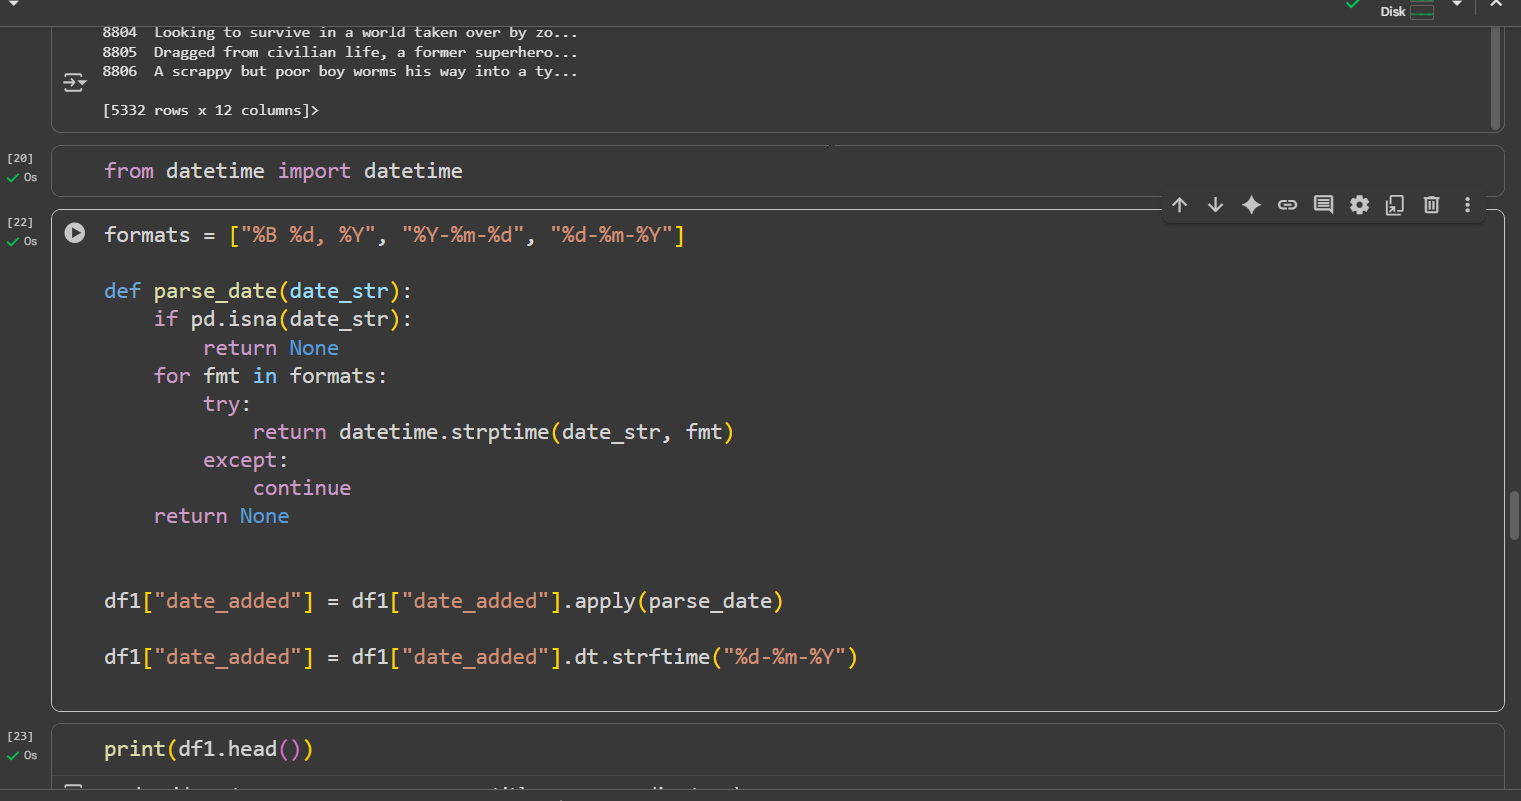 Disk
8804  Looking to survive in a world taken over by zo...
8805  Dragged from civilian life, a former superhero...
8806  A scrappy but poor boy worms his way into a ty...
[5332 rows x 12 columns]>
[20]
0s
from datetime import datetime
[22]
0s
formats = ["%B %d, %Y", "%Y-%m-%d", "%d-%m-%Y"]
def parse_date(date_str):
    if pd.isna(date_str):
        return None
    for fmt in formats:
        try:
            return datetime.strptime(date_str, fmt)
        except:
            continue
    return None
df1["date_added"] = df1["date_added"].apply(parse_date)
df1["date_added"] = df1["date_added"].dt.strftime("%d-%m-%Y")
[23]
0s
print(df1.head())